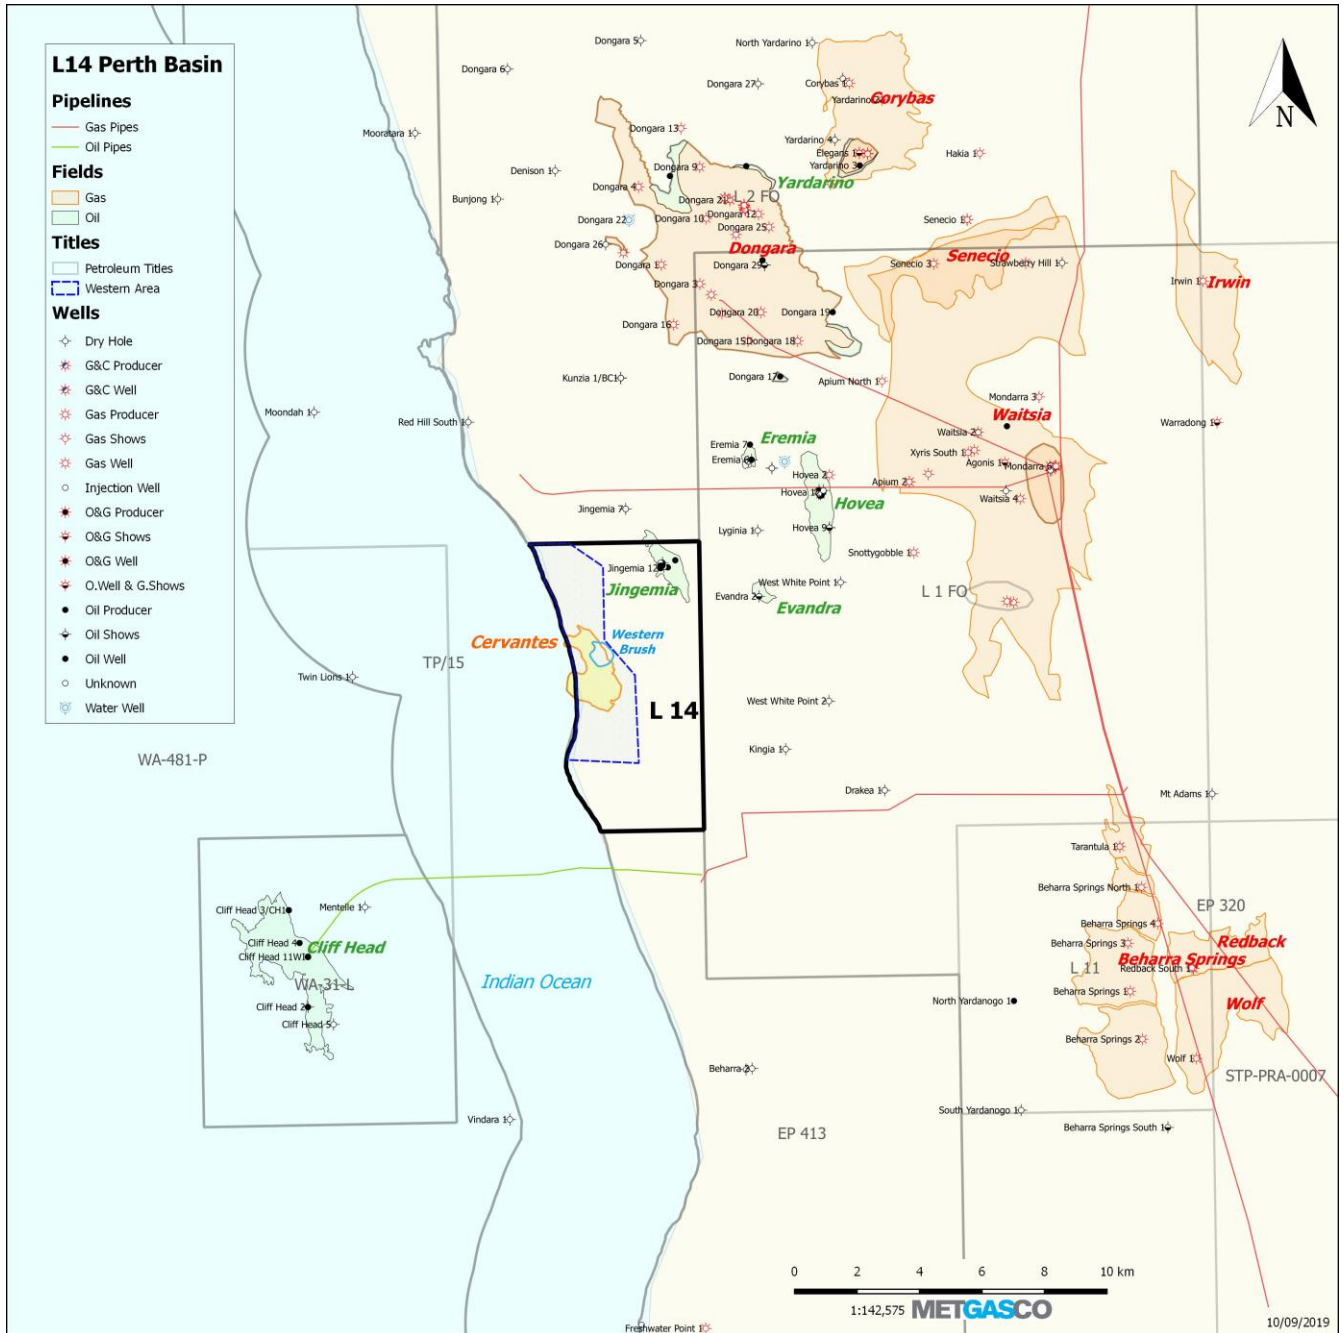 L14 Perth Basin
Pipelines
Gas Pipes
Oil Pipes
Fields
Gas
Oil
Titles
Petroleum Titles
Western Area
Wells
Dry Hole
G&C Producer
G&C Well
Gas Producer
Gas Shows
Gas Well
Injection Well
O&G Producer
O&G Shows
O&G Well
O.Well & G.Shows
Oil Producer
Oil Shows
Oil Well
Unknown
Water Well
N
Dongara 5
North Yardarino 1
Dongara 6
Dongara 27
Corybas 1
Corybas
Mooratara 1
Dongara 13
Yardarino 4
Elegans 1
Hakia 1
Denison 1
Dongara 9
Yardarino 3
Yardarino
Dongara 4
L 2 FO
Bunjong 1
Dongara 21
Dongara 22
Dongara 10
Dongara 12
Dongara 25
Senecio 1
Dongara 26
Dongara
Senecio
Dongara 1
Dongara 29
Senecio 3
Strawberry Hill 1
Irwin 1
Irwin
Dongara 3
Dongara 16
Dongara 20
Dongara 19
Dongara 15
Dongara 18
Kunzia 1/BC1
Dongara 17
Apium North 1
Mondarra 3
Moondah 1
Red Hill South 1
Waitsia
Warradong 1
Eremia 7
Eremia
Waitsia 2
Eremia 6
Xyris South 1
Agonis 1
Mondarra 5
Hovea 2
Apium 2
Hovea 1
Hovea
Waitsia 4
Jingemia 7
Lyginia 1
Hovea 9
Snottygobble 1
Jingemia 12
Jingemia
West White Point 1
Evandra 2
Evandra
L 1 FO
Cervantes
Western
Brush
TP/15
Twin Lions 1
L 14
West White Point 2
Kingia 1
WA-481-P
Drakea 1
Mt Adams 1
Tarantula 1
Beharra Springs North 1
EP 320
Cliff Head 3/CH1
Mentelle 1
Beharra Springs 4
Cliff Head 4
Cliff Head
Beharra Springs 3
Redback
Cliff Head 11WI
Beharra Springs
L 11
Redback South 1
WA-31-L
Indian Ocean
Beharra Springs 1
Cliff Head 2
North Yardanogo 1
Wolf
Cliff Head 5
Beharra Springs 2
Wolf 1
Beharra 2
STP-PRA-0007
Vindara 1
South Yardanogo 1
EP 413
Beharra Springs South 1
0 2 4 6 8 10 km
1:142,575 METGASCO
Freshwater Point 1
10/09/2019